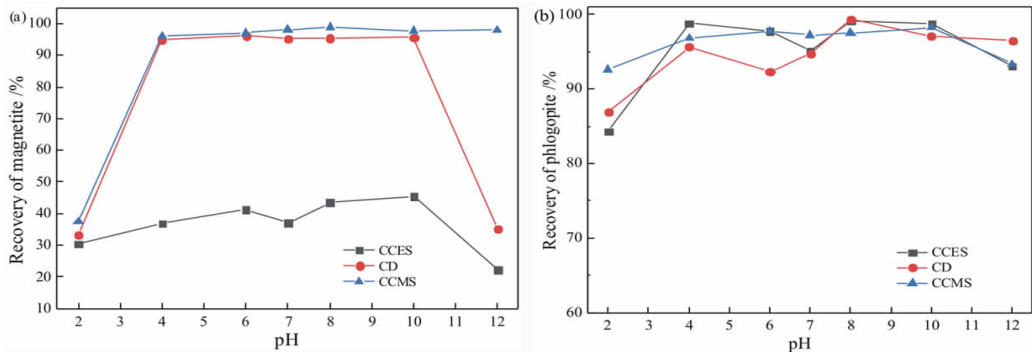 (a)
Recovery of magnetite /%
100
90
80
70
60
50
40
30
20
10
CCES
CD
CCMS
2 3 4 5 6 7 8 9 10 11 12
pH
(b)
Recovery of phlogopite /%
100
90
80
70
60
CCES
CD
CCMS
2 3 4 5 6 7 8 9 10 11 12
pH